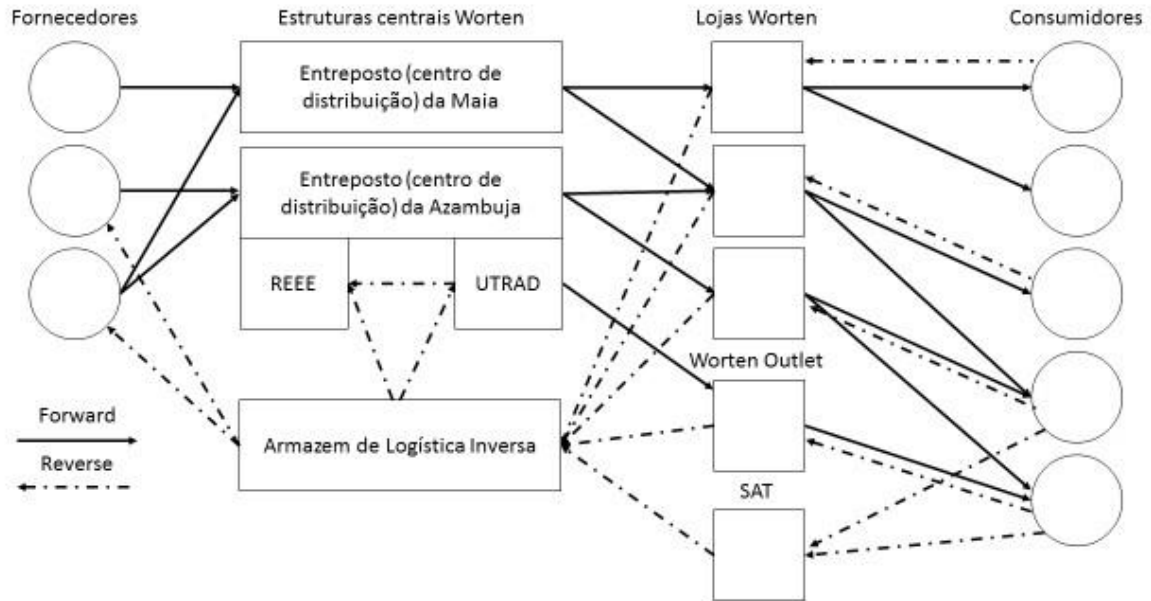 Fornecedores
Estruturas centrais Worten
Lojas Worten
Consumidores
Entreposto (centro de
distribuição) da Maia
Entreposto (centro de
distribuição) da Azambuja
REEE
UTRAD
Worten Outlet
Forward
Armazem de Logística Inversa
Reverse
SAT